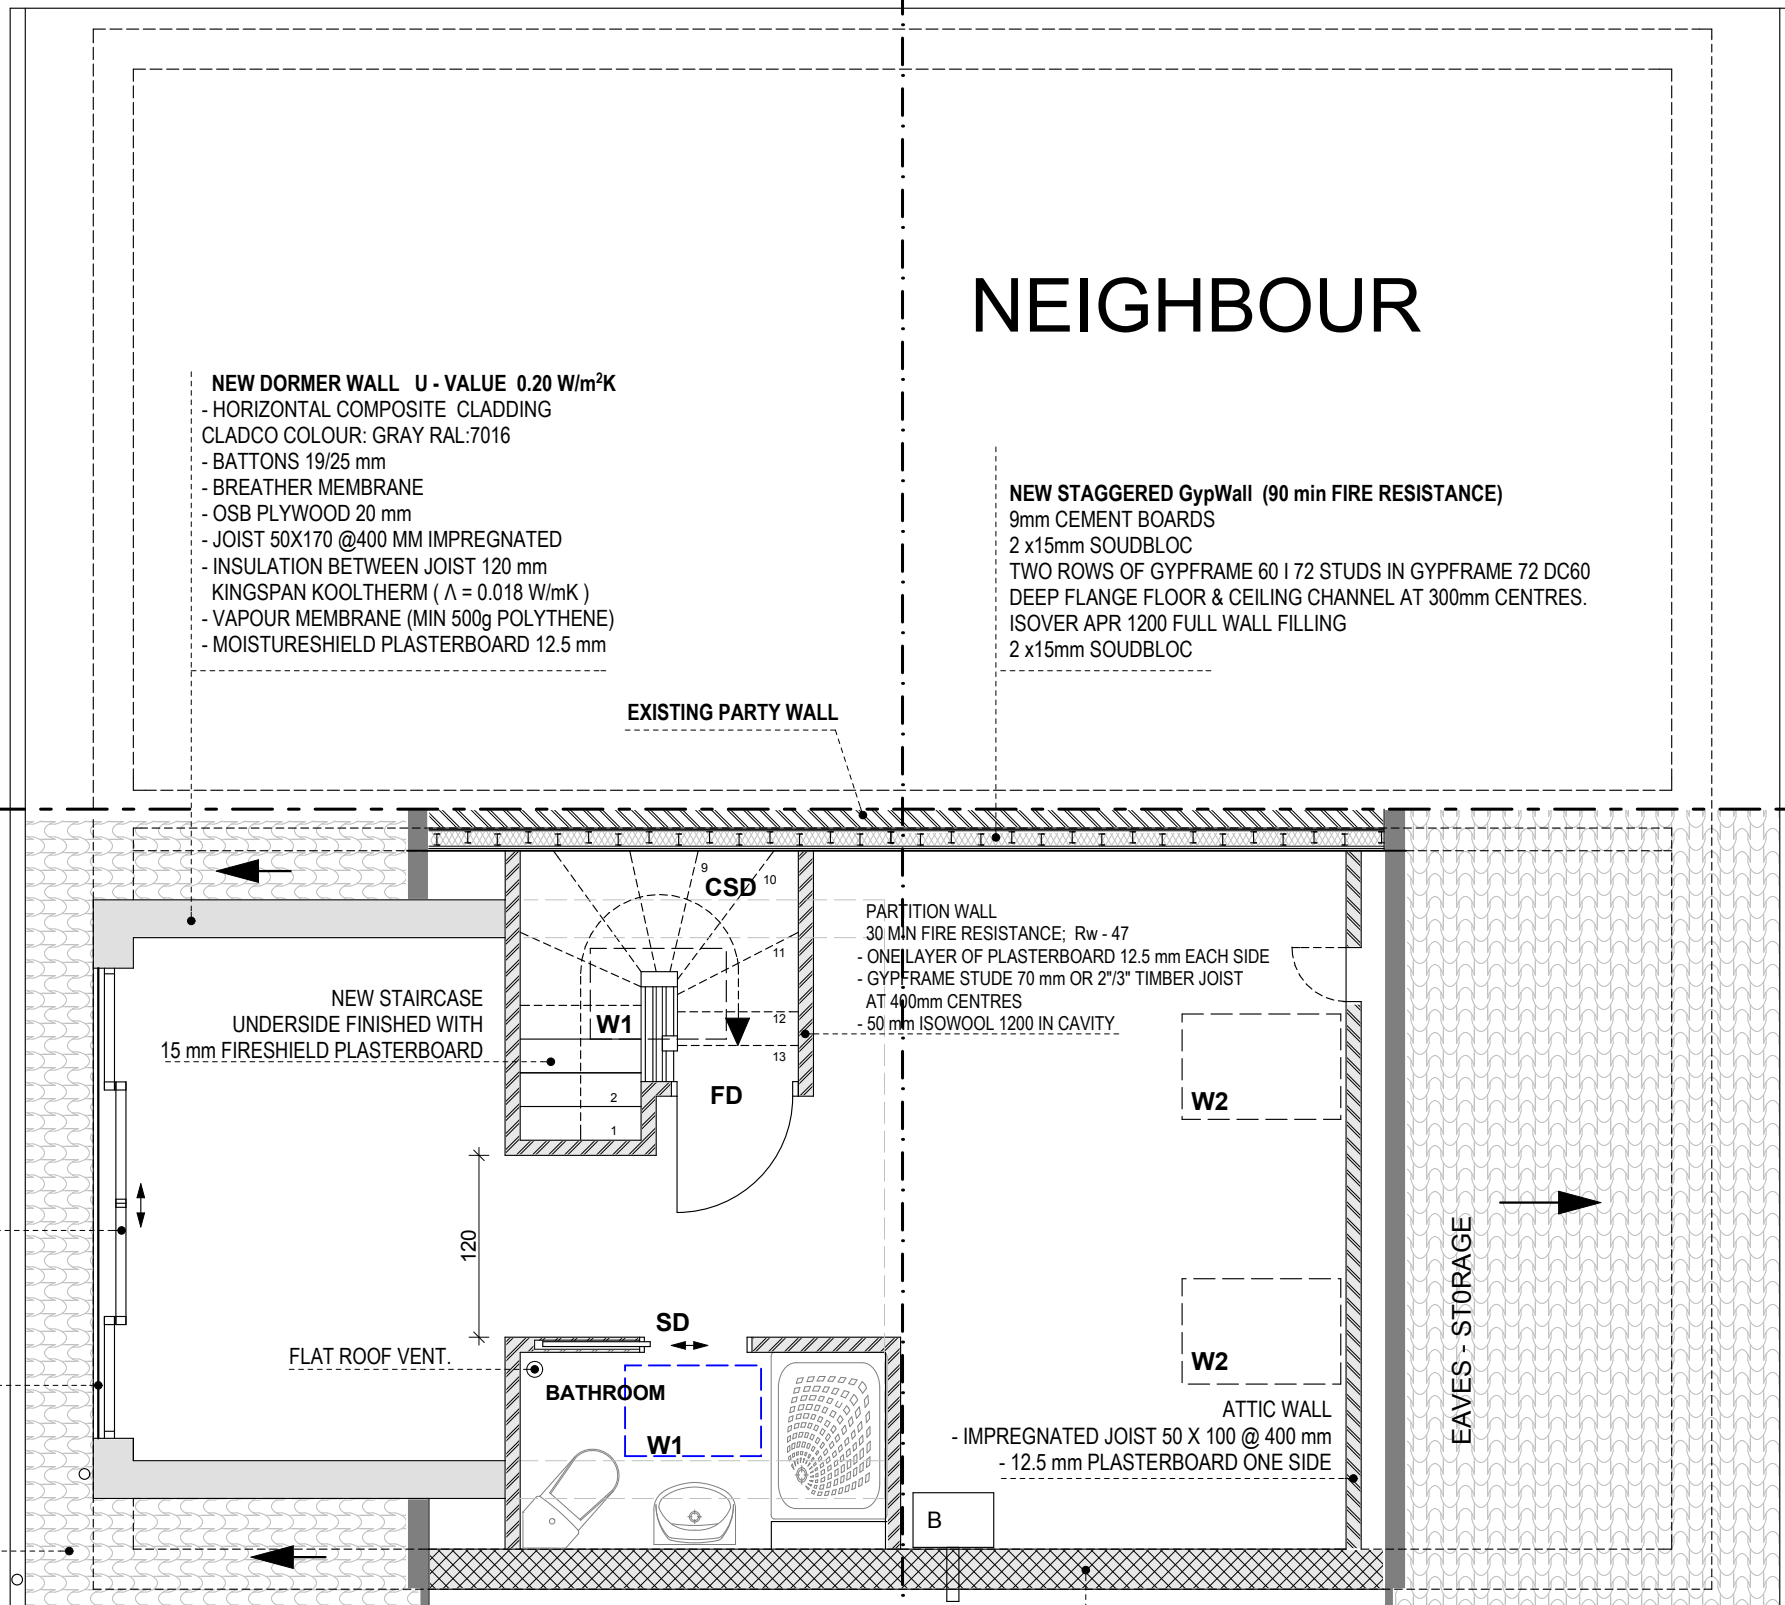 NEIGHBOUR
NEW DORMER WALL U - VALUE 0.20 W/m²K
- HORIZONTAL COMPOSITE CLADDING
CLADCO COLOUR: GRAY RAL:7016
- BATTONS 19/25 mm
- BREATHER MEMBRANE
- OSB PLYWOOD 20 mm
- JOIST 50X170 @400 MM IMPREGNATED
- INSULATION BETWEEN JOIST 120 mm
KINGSPAN KOOLTHERM ( Λ = 0.018 W/mK )
- VAPOUR MEMBRANE (MIN 500g POLYTHENE)
- MOISTURESHIELD PLASTERBOARD 12.5 mm
NEW STAGGERED GypWall (90 min FIRE RESISTANCE)
9mm CEMENT BOARDS
2 x15mm SOUDBLOC
TWO ROWS OF GYPFRAME 60 I 72 STUDS IN GYPFRAME 72 DC60
DEEP FLANGE FLOOR & CEILING CHANNEL AT 300mm CENTRES.
ISOVER APR 1200 FULL WALL FILLING
2 x15mm SOUDBLOC
EXISTING PARTY WALL
9
CSD
10
11
12
13
PARTITION WALL
30 MIN FIRE RESISTANCE; Rw - 47
- ONE LAYER OF PLASTERBOARD 12.5 mm EACH SIDE
- GYPFRAME STUDE 70 mm OR 2"/3" TIMBER JOIST
AT 400mm CENTRES
- 50 mm ISOWOOL 1200 IN CAVITY
NEW STAIRCASE
UNDERSIDE FINISHED WITH
15 mm FIRESHIELD PLASTERBOARD
W1
FD
2
1
W2
120
SD
EAVES - STORAGE
FLAT ROOF VENT.
BATHROOM
W1
W2
ATTIC WALL
- IMPREGNATED JOIST 50 X 100 @ 400 mm
- 12.5 mm PLASTERBOARD ONE SIDE
B